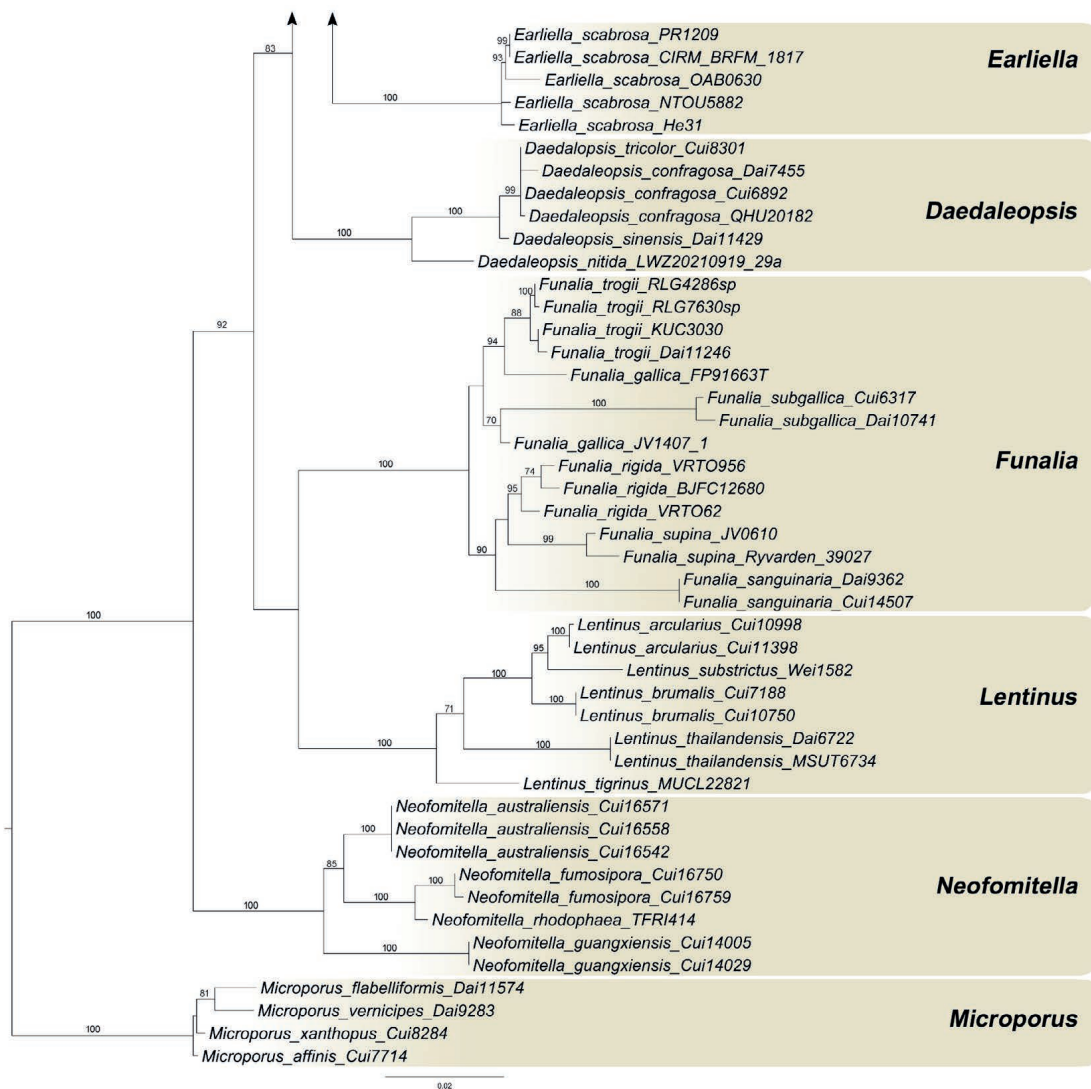 Earliella_scabrosa_PR1209
99
Earliella_scabrosa_CIRM_BRFM_1817
83
93
Earliella
Earliella_scabrosa_OAB0630
100
Earliella_scabrosa_NTOU5882
Earliella_scabrosa_He31
Daedalopsis_tricolor_Cui8301
Daedaleopsis_confragosa_Dai7455
99
Daedaleopsis_confragosa_Cui6892
100
Daedaleopsis_confragosa_QHU20182
Daedaleopsis
100
Daedaleopsis_sinensis_Dai11429
Daedaleopsis_nitida_LWZ20210919_29a
Funalia_trogii_RLG4286sp
100
Funalia_trogii_RLG7630sp
88
92
Funalia_trogii_KUC3030
94
Funalia_trogii_Dai11246
Funalia_gallica_FP91663T
Funalia_subgallica_Cui6317
100
Funalia_subgallica_Dai10741
70
Funalia_gallica_JV1407_1
100
Funalia_rigida_VRTO956
Funalia
74
Funalia_rigida_BJFC12680
95
Funalia_rigida_VRTO62
Funalia_supina_JV0610
99
90
Funalia_supina_Ryvarden_39027
Funalia_sanguinaria_Dai9362
100
Funalia_sanguinaria_Cui14507
100
Lentinus_arcularius_Cui10998
100
Lentinus_arcularius_Cui11398
95
Lentinus_substrictus_Wei1582
100
Lentinus_brumalis_Cui7188
100
Lentinus
Lentinus_brumalis_Cui10750
71
Lentinus_thailandensis_Dai6722
100
100
Lentinus_thailandensis_MSUT6734
Lentinus_tigrinus_MUCL22821
Neofomitella_australiensis_Cui16571
100
Neofomitella_australiensis_Cui16558
Neofomitella_australiensis_Cui16542
85
Neofomitella_fumosipora_Cui16750
100
Neofomitella
100
Neofomitella_fumosipora_Cui16759
100
Neofomitella_rhodophaea_TFRI414
Neofomitella_guangxiensis_Cui14005
100
Neofomitella_guangxiensis_Cui14029
Microporus_flabelliformis_Dai11574
81
Microporus_vernicipes_Dai9283
Microporus
100
Microporus_xanthopus_Cui8284
Microporus_affinis_Cui7714
0.02